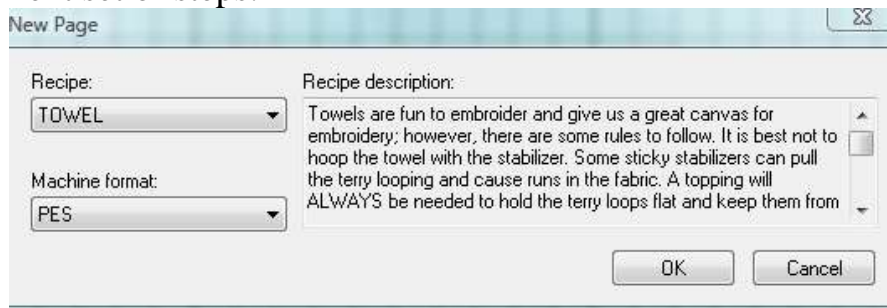 New Page
Recipe:
TOWEL
Machine format:
PES
Recipe description:
Towels are fun to embroider and give us a great canvas for
embroidery; however, there are some rules to follow. It is best not to
hoop the towel with the stabilizer. Some sticky stabilizers can pull
the terry looping and cause runs in the fabric. A topping will
ALWAYS be needed to hold the terry loops flat and keep them from
OK Cancel